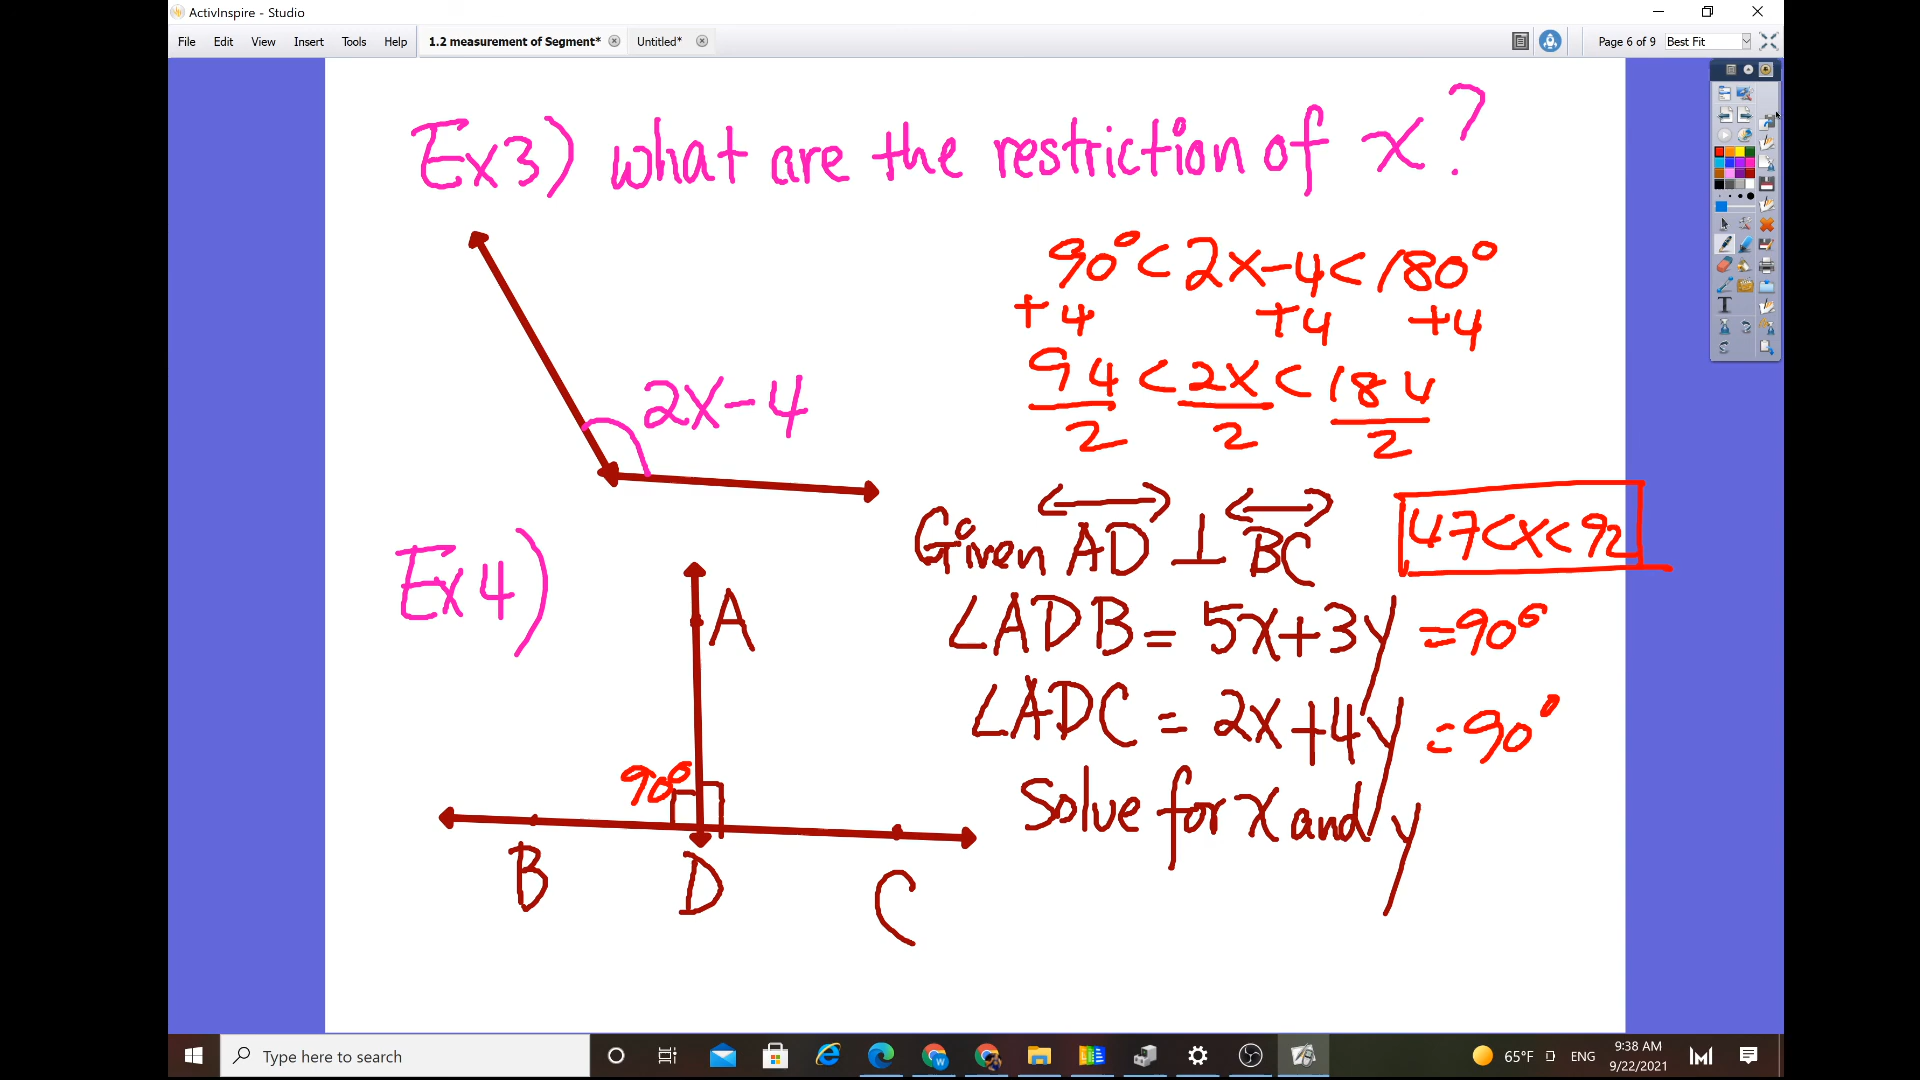 ActivInspire - Studio
File Edit View Insert Tools Help 1.2 measurement of Segment* Untitled* Page 6 of 9 Best Fit
Ex3) what are the restriction of x?
90° < 2x-4 < 180°
+4 +4 +4
94 < 2x < 184
2 2 2
2x-4
47<x<92
Ex4)
Given AD ⊥ BC
∠ADB = 5x+3y =90°
∠ADC = 2x+4y =90°
Solve for x and y
A
90°
B D C
T
Type here to search
65°F ENG 9:38 AM
9/22/2021